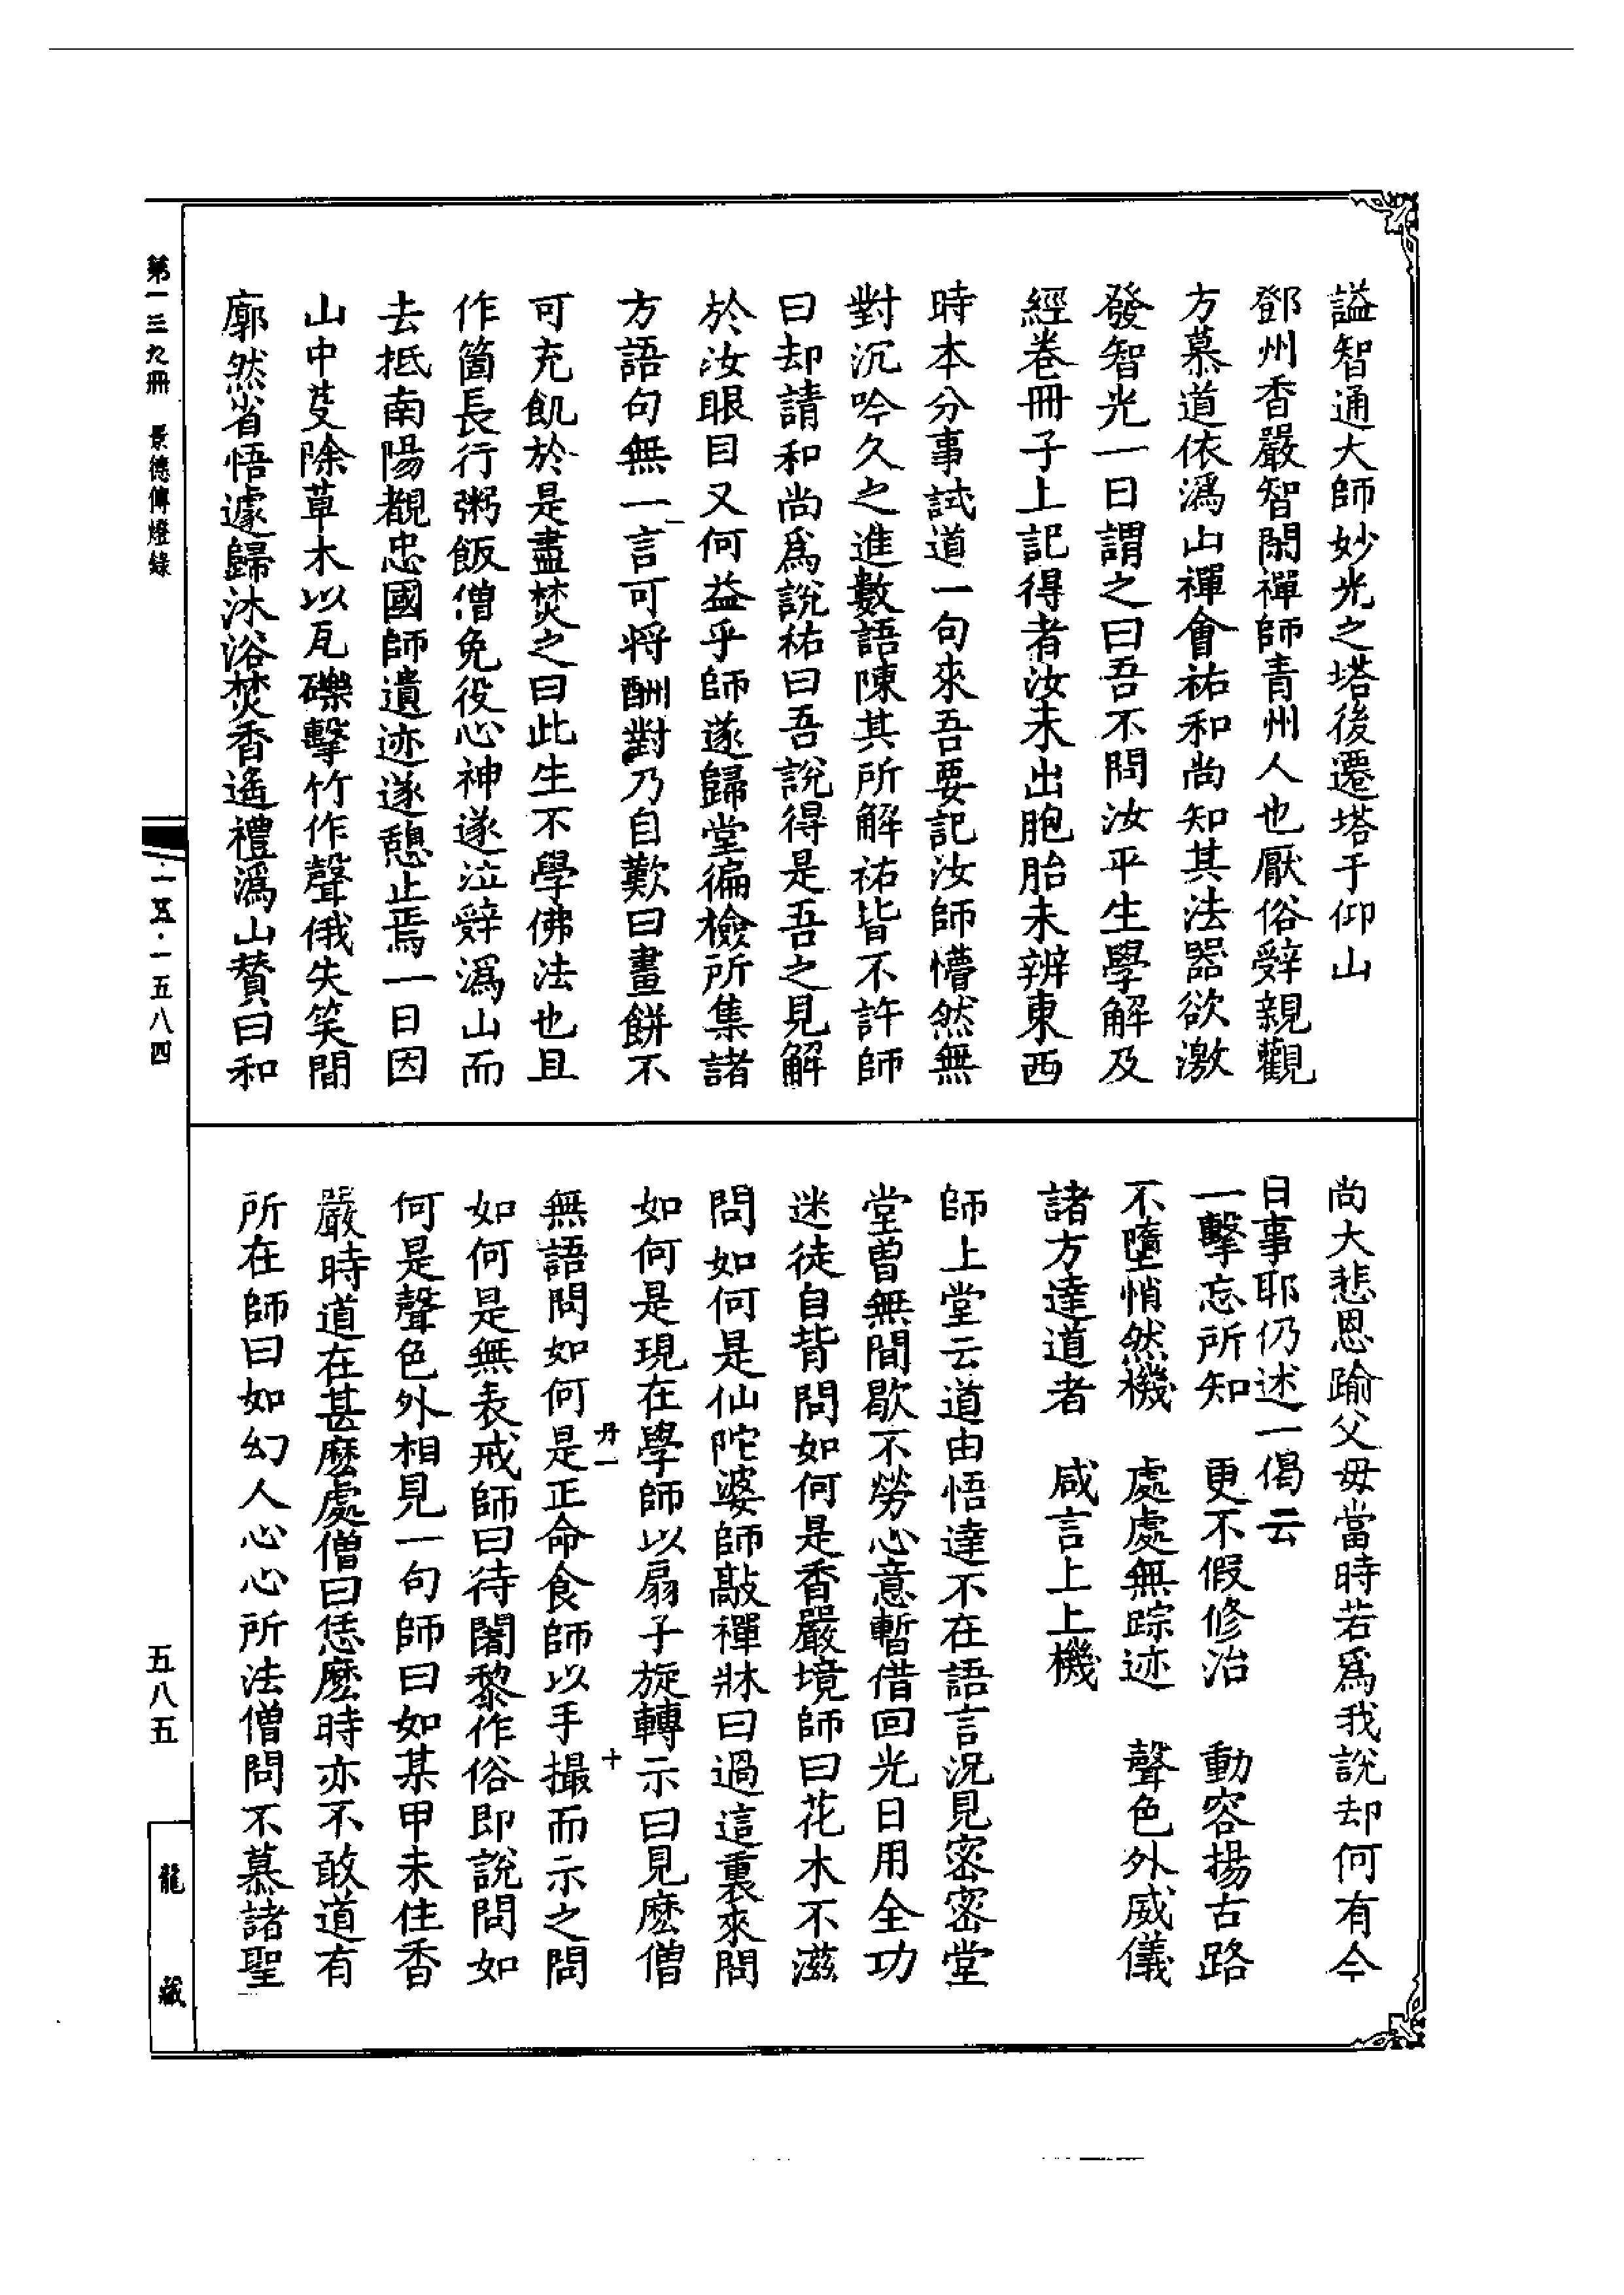 諡智通大師妙光之塔後遷塔于仰山
鄧州香嚴智閑禪師青州人也厭俗辤親觀
方慕道依溈山禪會祐和尚知其法器欲激
發智光一日謂之曰吾不問汝平生學解及
經卷冊子上記得者汝未出胞胎未辨東西
時本分事試道一句來吾要記汝師懵然無
對沉吟久之進數語陳其所解祐皆不許師
曰却請和尚爲說祐曰吾說得是吾之見解
於汝眼目又何益乎師遂歸堂徧檢所集諸
方語句無一言可將酬對乃自歎曰畫餅不
可充飢於是盡焚之曰此生不學佛法也且
作箇長行粥飯僧免役心神遂泣辤溈山而
去抵南陽覩忠國師遺迹遂憩止焉一日因
山中芟除草木以瓦礫擊竹作聲俄失笑間
廓然省悟遽歸沐浴焚香遙禮溈山贊曰和
尚大悲恩踰父母當時若爲我說却何有今
日事耶仍述一偈云
一擊忘所知 更不假修治 動容揚古路
不墮悄然機 處處無踪迹 聲色外威儀
諸方達道者 咸言上上機
師上堂云道由悟達不在語言況見密密堂
堂曾無間歇不勞心意暫借回光日用全功
迷徒自背問如何是香嚴境師曰花木不滋
問如何是仙陀婆師敲禪牀曰過這裏來問
如何是現在學師以扇子旋轉示曰見麽僧
無語問如何是正命食師以手撮而示之問
如何是無表戒師曰待闍黎作俗即說問如
何是聲色外相見一句師曰如某甲未住香
嚴時道在甚麽處僧曰恁麽時亦不敢道有
所在師曰如幻人心心所法僧問不慕諸聖
第一三九冊 景德傳燈錄
一五·一五八四
五八五
龍藏